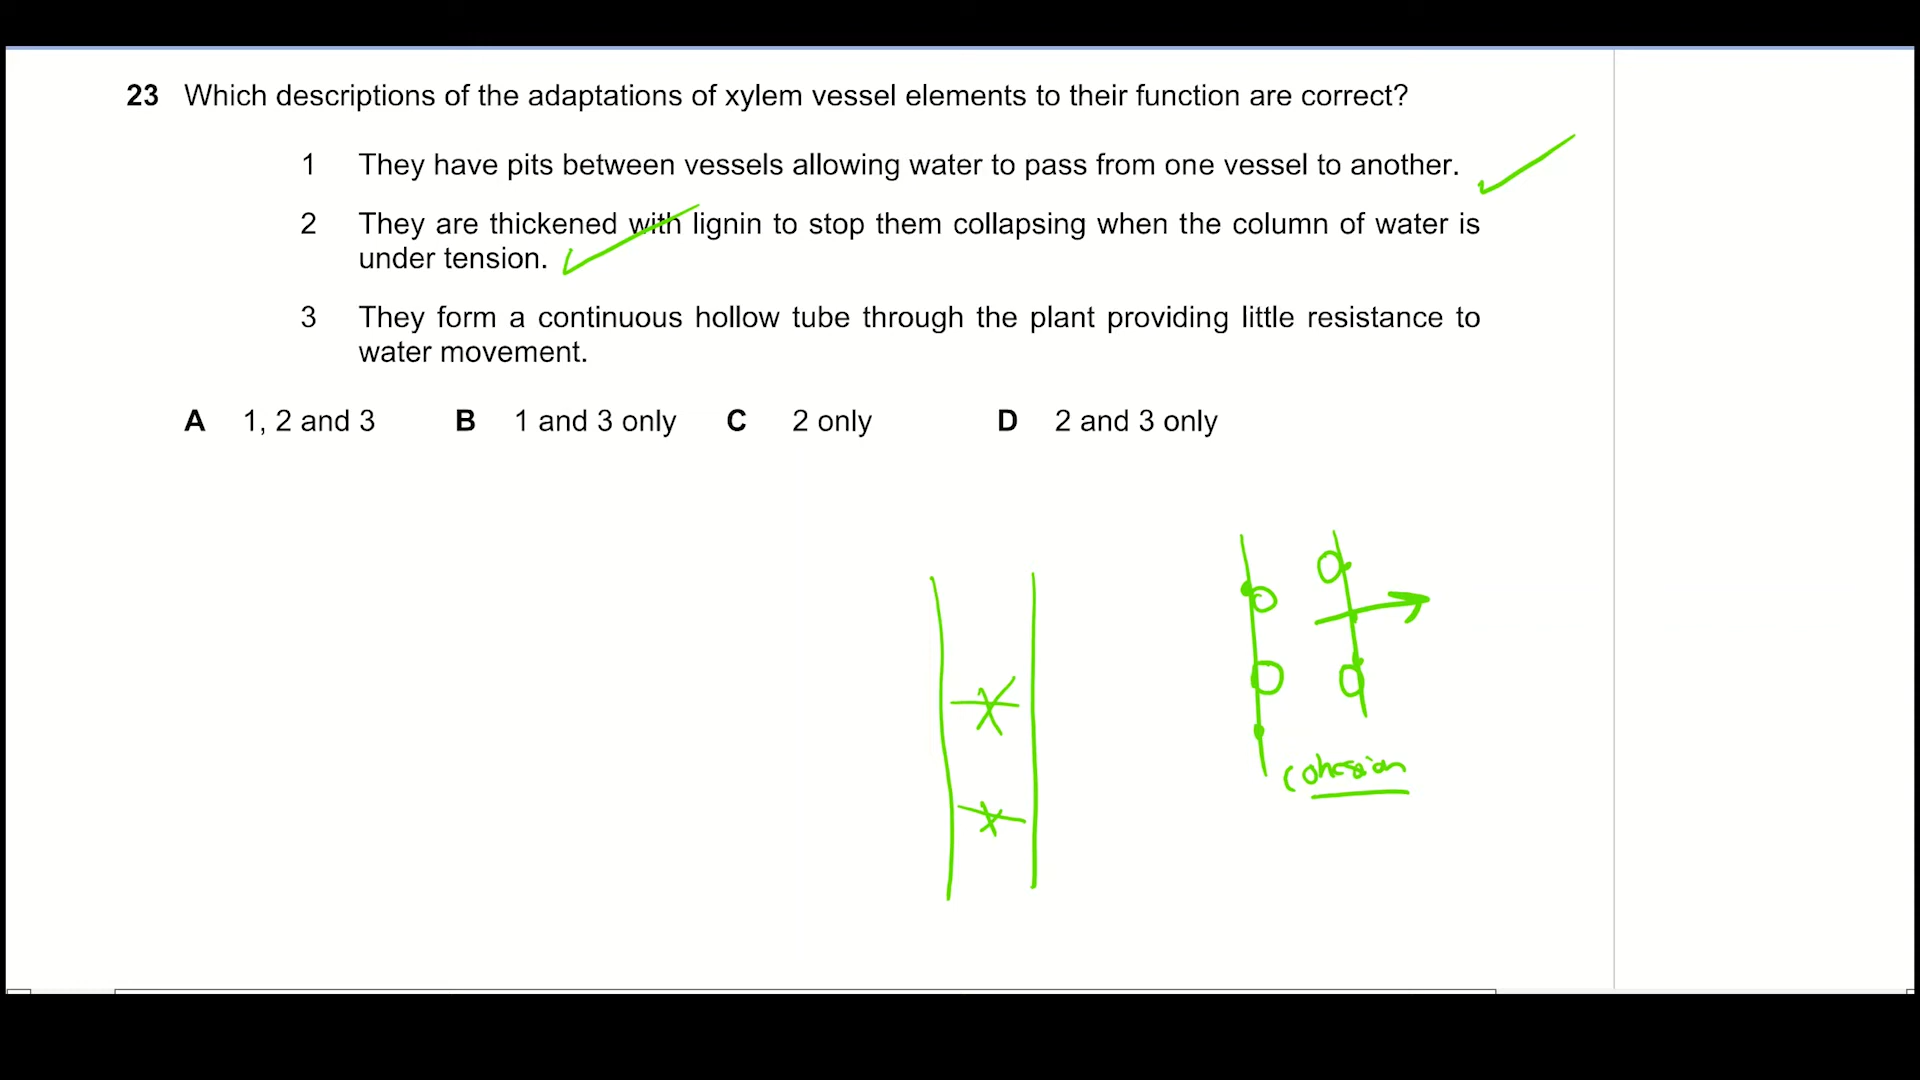 23 Which descriptions of the adaptations of xylem vessel elements to their function are correct?
1 They have pits between vessels allowing water to pass from one vessel to another.
2 They are thickened with lignin to stop them collapsing when the column of water is
under tension.
3 They form a continuous hollow tube through the plant providing little resistance to
water movement.
A 1, 2 and 3 B 1 and 3 only C 2 only D 2 and 3 only
cohesion